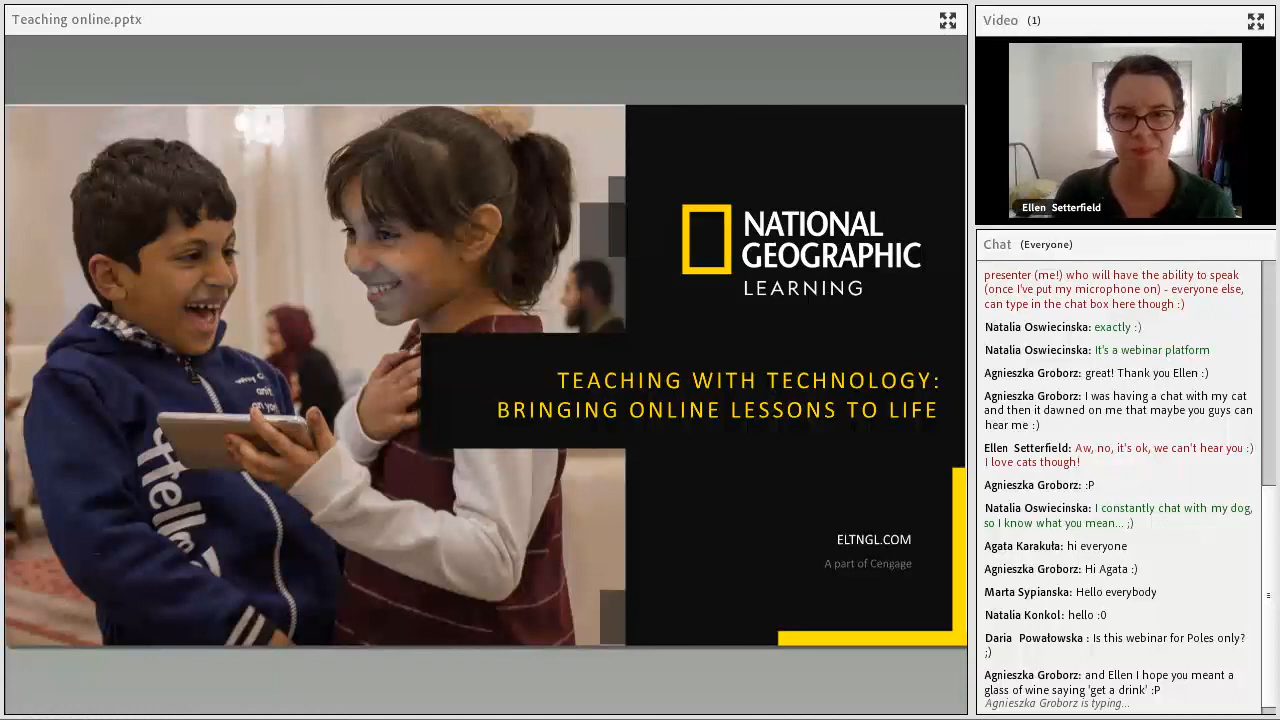 Teaching online.pptx
NATIONAL
GEOGRAPHIC
LEARNING
TEACHING WITH TECHNOLOGY:
BRINGING ONLINE LESSONS TO LIFE
ELTNGL.COM
A part of Cengage
Video (1)
Ellen Setterfield
Chat (Everyone)
presenter (me!) who will have the ability to speak
(once I've put my microphone on) - everyone else,
can type in the chat box here though :)
Natalia Oswiecinska: exactly :)
Natalia Oswiecinska: It's a webinar platform
Agnieszka Groborz: great! Thank you Ellen :)
Agnieszka Groborz: I was having a chat with my cat
and then it dawned on me that maybe you guys can
hear me :)
Ellen Setterfield: Aw, no, it's ok, we can't hear you :)
I love cats though!
Agnieszka Groborz: :P
Natalia Oswiecinska: I constantly chat with my dog,
so I know what you mean... ;)
Agata Karakuła: hi everyone
Agnieszka Groborz: Hi Agata :)
Marta Sypianska: Hello everybody
Natalia Konkol: hello :0
Daria Powałowska : Is this webinar for Poles only?
;)
Agnieszka Groborz: and Ellen I hope you meant a
glass of wine saying 'get a drink' :P
Agnieszka Groborz is typing...